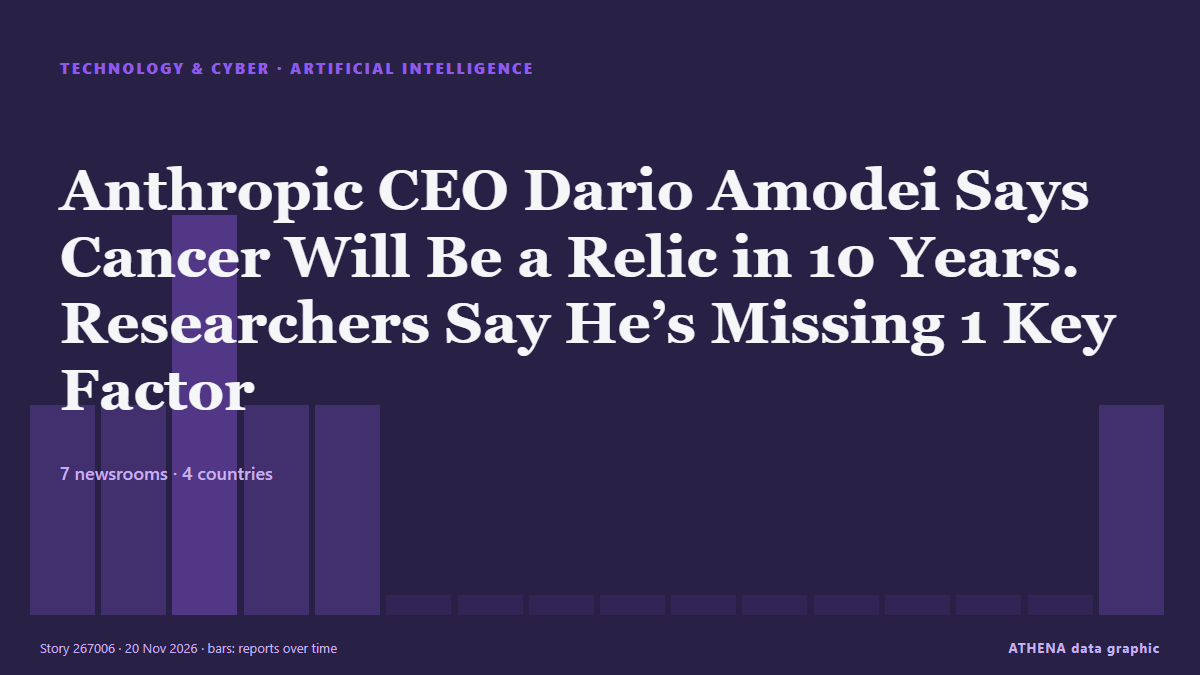 TECHNOLOGY & CYBER · ARTIFICIAL INTELLIGENCE
Anthropic CEO Dario Amodei Says
Cancer Will Be a Relic in 10 Years.
Researchers Say He’s Missing 1 Key
Factor
7 newsrooms · 4 countries
Story 267006 · 20 Nov 2026 · bars: reports over time
ATHENA data graphic